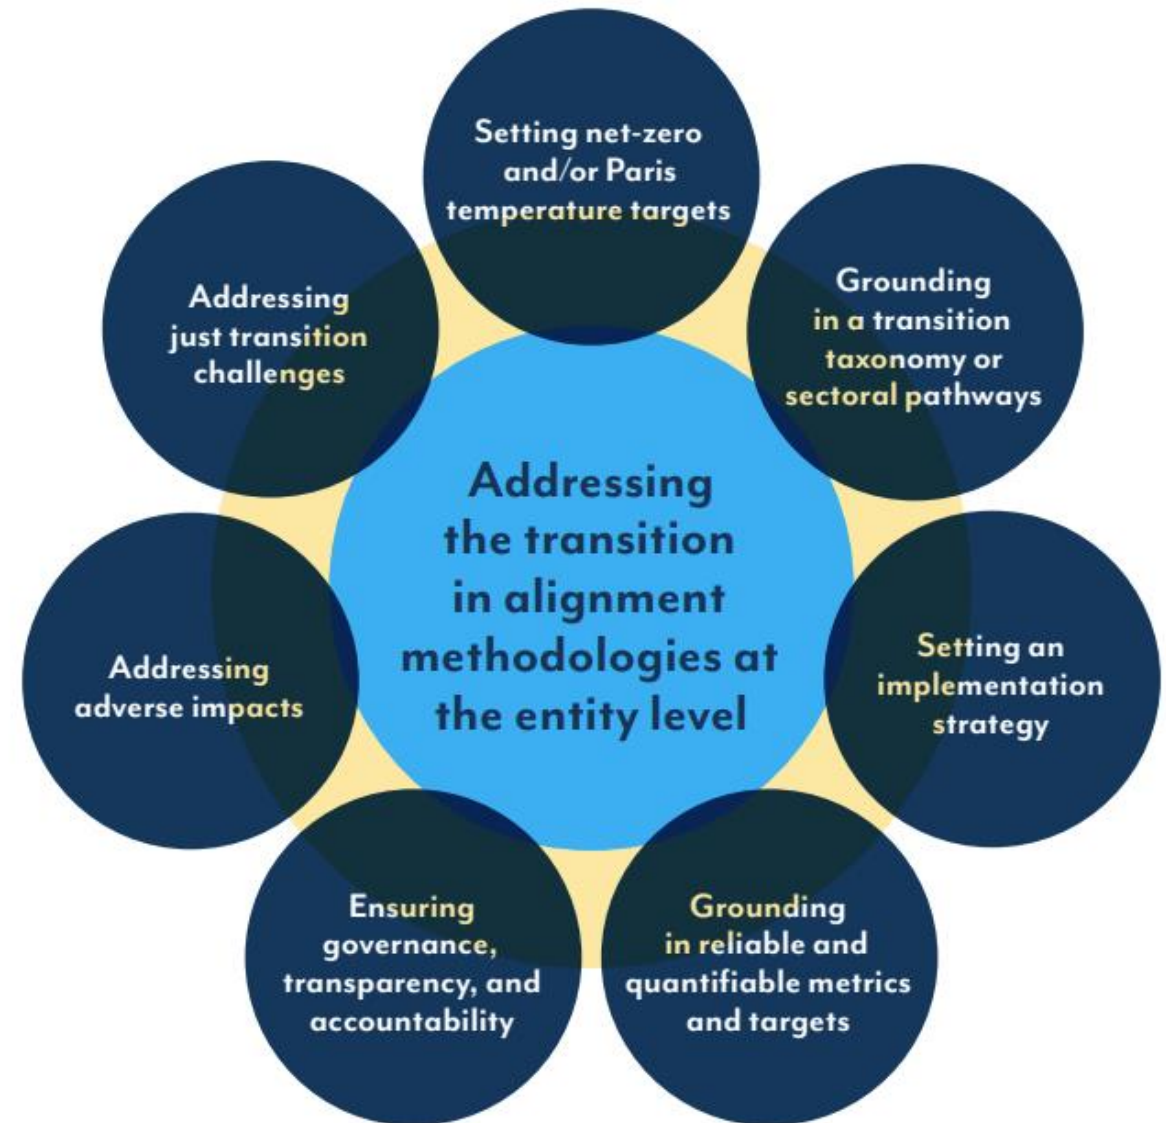 Setting net-zero
and/or Paris
temperature targets
Grounding
in a transition
taxonomy or
sectoral pathways
Setting an
implementation
strategy
Grounding
in reliable and
quantifiable metrics
and targets
Ensuring
governance,
transparency, and
accountability
Addressing
adverse impacts
Addressing
just transition
challenges
Addressing
the transition
in alignment
methodologies at
the entity level